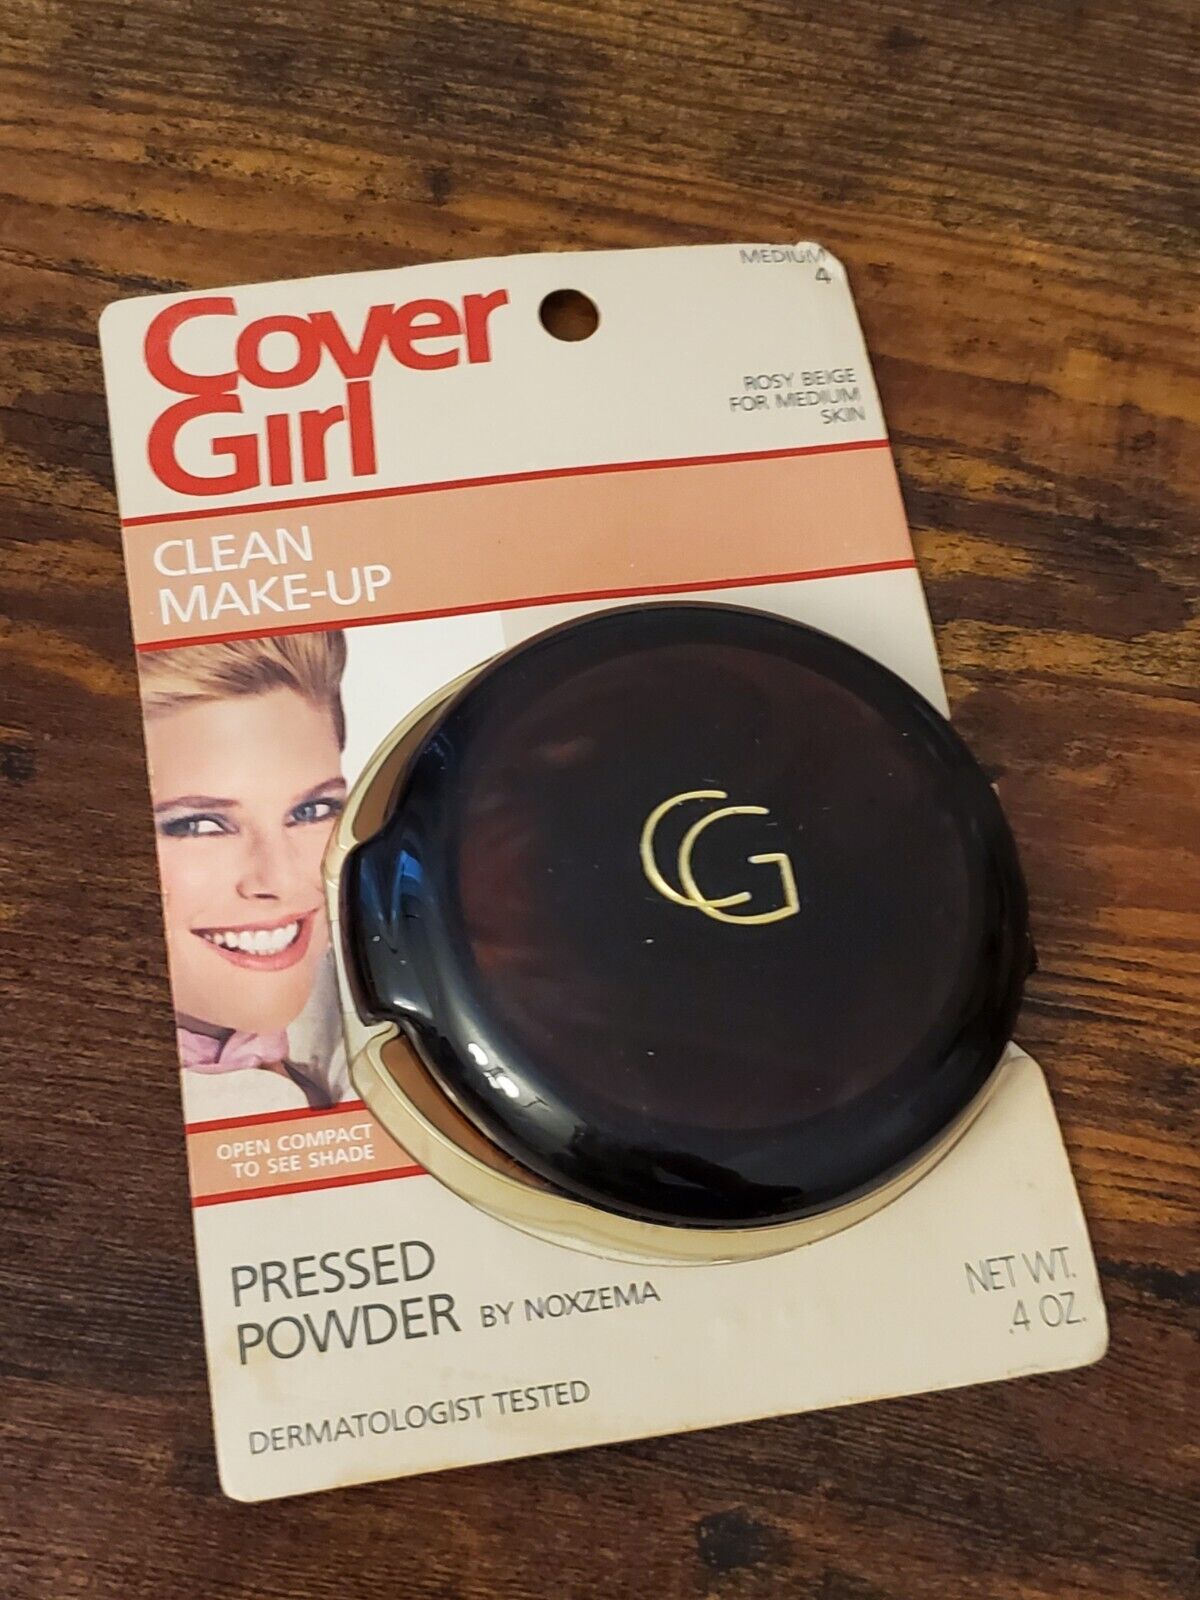 Cover
Girl
MEDIUM
4
ROSY BEIGE
FOR MEDIUM
SKIN
CLEAN
MAKE-UP
CG
OPEN COMPACT
TO SEE SHADE
PRESSED
POWDER BY NOXZEMA
NET WT.
.4 OZ.
DERMATOLOGIST TESTED